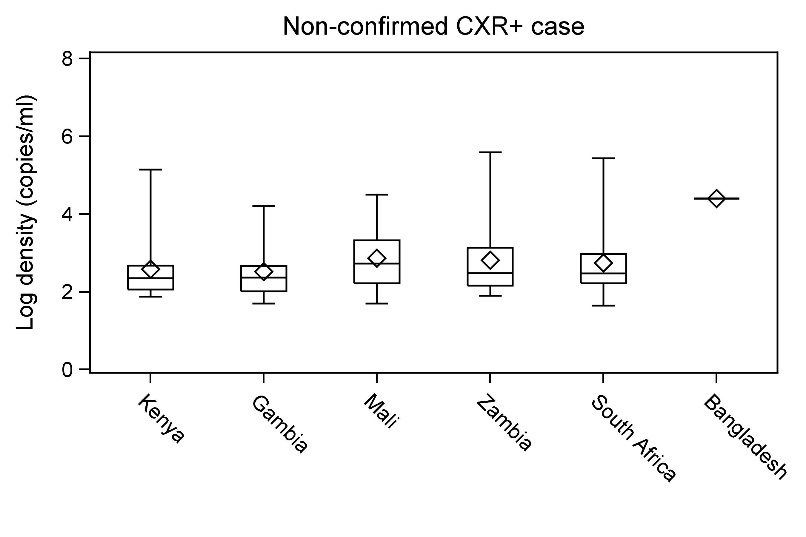 Non-confirmed CXR+ case
Log density (copies/ml)
8
6
4
2
0
Kenya
Gambia
Mali
Zambia
South Africa
Bangladesh